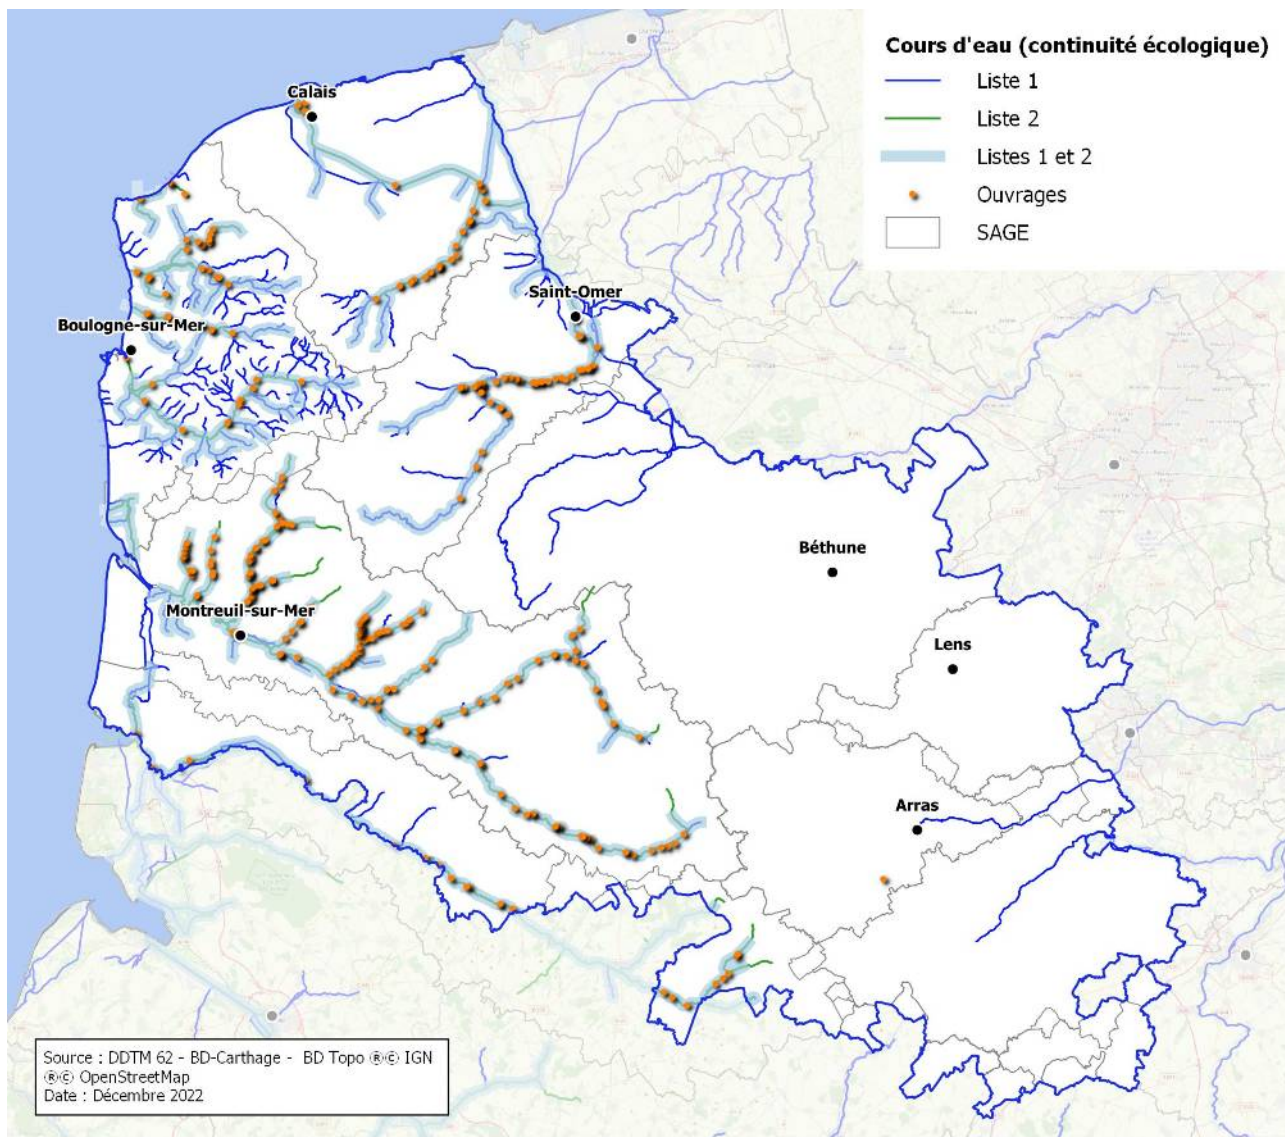 Cours d'eau (continuité écologique)
Liste 1
Liste 2
Listes 1 et 2
Ouvrages
SAGE
Calais
Saint-Omer
Boulogne-sur-Mer
Béthune
Montreuil-sur-Mer
Lens
Arras
Source : DDTM 62 - BD-Carthage - BD Topo ®© IGN
®© OpenStreetMap
Date : Décembre 2022